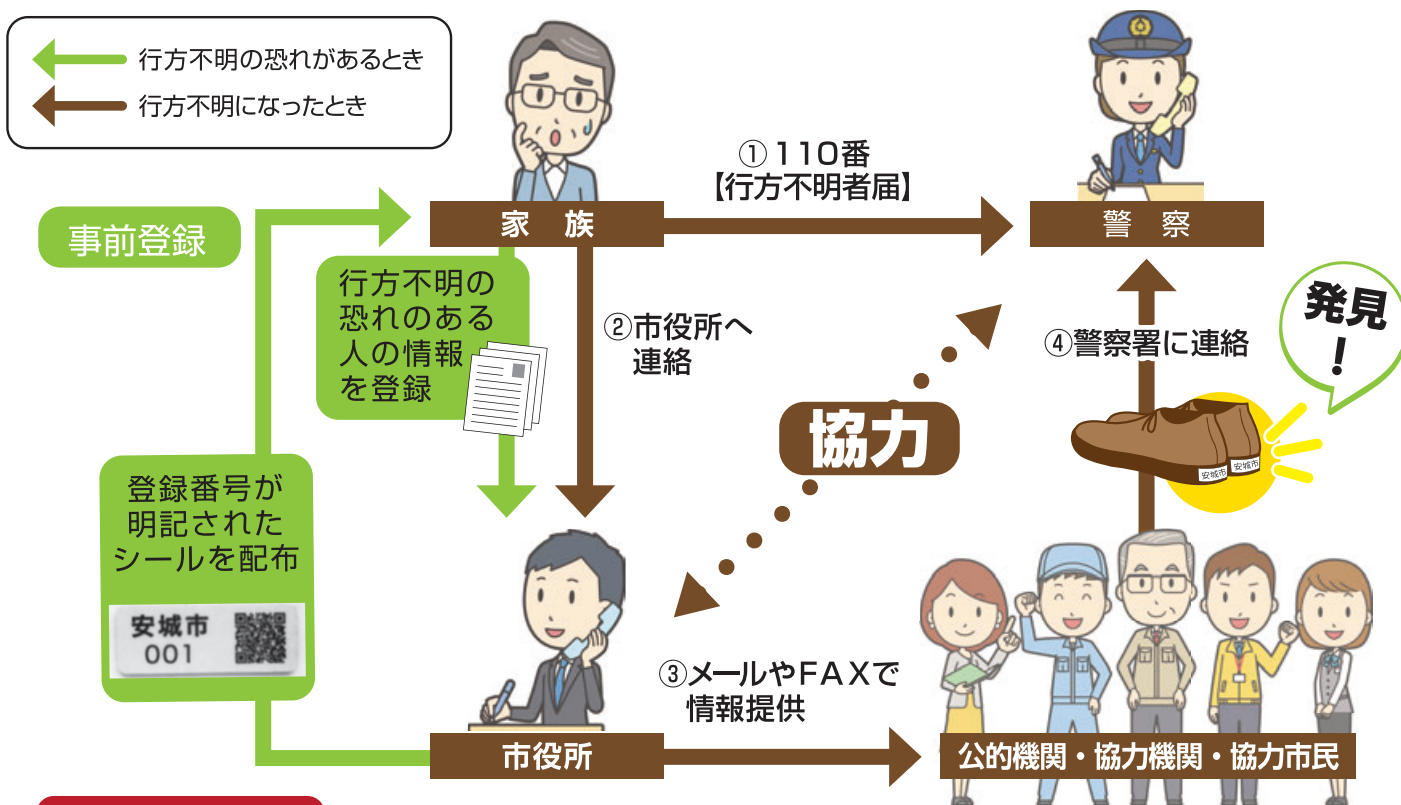 行方不明の恐れがあるとき
行方不明になったとき
事前登録
家 族
①110番
【行方不明者届】
警 察
行方不明の
恐れのある
人の情報
を登録
②市役所へ
連絡
協力
④警察署に連絡
発見
!
安城市
安城市
登録番号が
明記された
シールを配布
安城市
001
市役所
③メールやFAXで
情報提供
公的機関・協力機関・協力市民